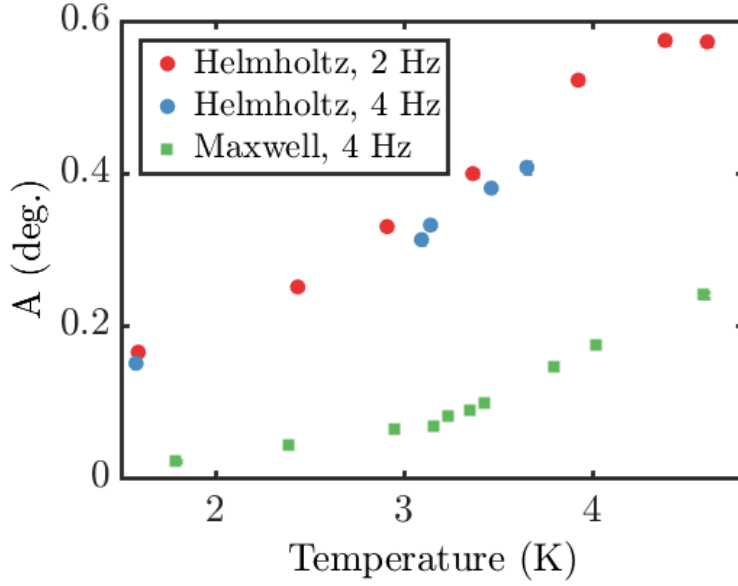 0.6
Helmholtz, 2 Hz
Helmholtz, 4 Hz
Maxwell, 4 Hz
0.4
A (deg.)
0.2
0
2 3 4
Temperature (K)